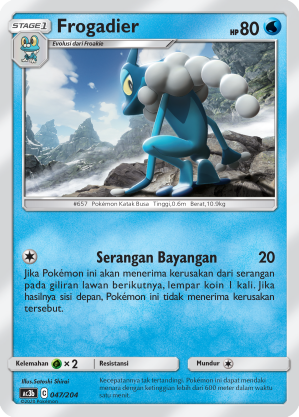 STAGE 1 Frogadier HP 80
Evolusi dari Froakie
#657 Pokémon Katak Busa Tinggi,0.6m Berat,10.9kg
Serangan Bayangan 20
Jika Pokémon ini akan menerima kerusakan dari serangan
pada giliran lawan berikutnya, lempar koin 1 kali. Jika
hasilnya sisi depan, Pokémon ini tidak menerima kerusakan
tersebut.
Kelemahan ×2 Resistansi Mundur
Illus.Satoshi Shirai
Kecepatannya tak tertandingi. Pokémon ini dapat mendaki
menara dengan ketinggian lebih dari 600 meter dalam waktu
satu menit.
ac3b C 047/204